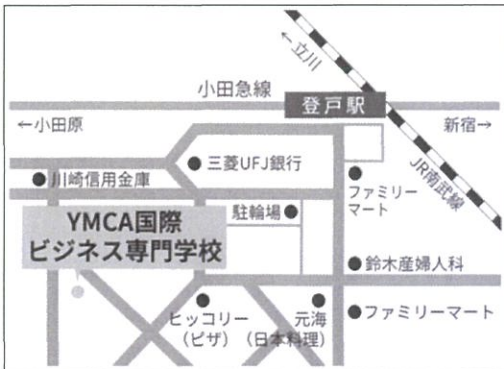 ←立川
小田急線
登戸駅
←小田原
新宿→
JR南武線
三菱UFJ銀行
川崎信用金庫
ファミリー
マート
YMCA国際
ビジネス専門学校
駐輪場
鈴木産婦人科
ヒッコリー
(ピザ)
元海
(日本料理)
ファミリーマート